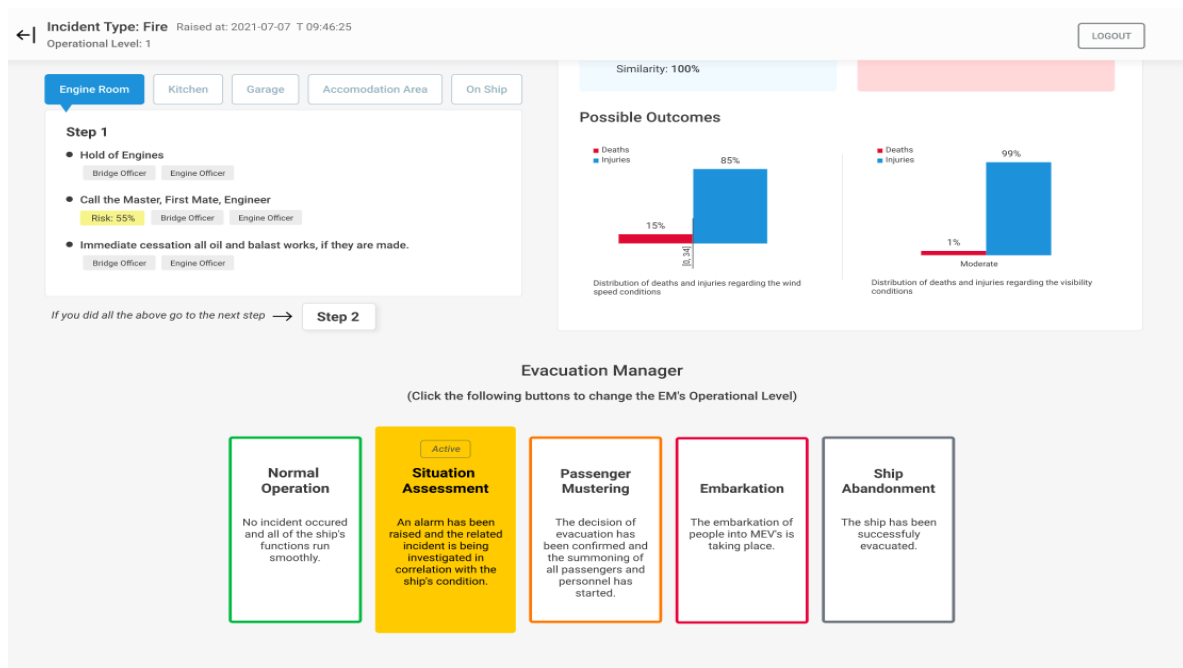 Incident Type: Fire Raised at: 2021-07-07 T 09:46:25
Operational Level: 1
LOGOUT
Engine Room
Kitchen
Garage
Accomodation Area
On Ship
Step 1
Hold of Engines
Bridge Officer Engine Officer
Call the Master, First Mate, Engineer
Risk: 55% Bridge Officer Engine Officer
Immediate cessation all oil and balast works, if they are made.
Bridge Officer Engine Officer
If you did all the above go to the next step
Step 2
Similarity: 100%
Possible Outcomes
Deaths
Injuries
85%
15%
[0, 34]
Distribution of deaths and injuries regarding the wind
speed conditions
Deaths
Injuries
99%
1%
Moderate
Distribution of deaths and injuries regarding the visibility
conditions
Evacuation Manager
(Click the following buttons to change the EM's Operational Level)
Normal
Operation
No incident occured
and all of the ship's
functions run
smoothly.
Active
Situation
Assessment
An alarm has been
raised and the related
incident is being
investigated in
correlation with the
ship's condition.
Passenger
Mustering
The decision of
evacuation has
been confirmed and
the summoning of
all passengers and
personnel has
started.
Embarkation
The embarkation of
people into MEV's is
taking place.
Ship
Abandonment
The ship has been
successfuly
evacuated.